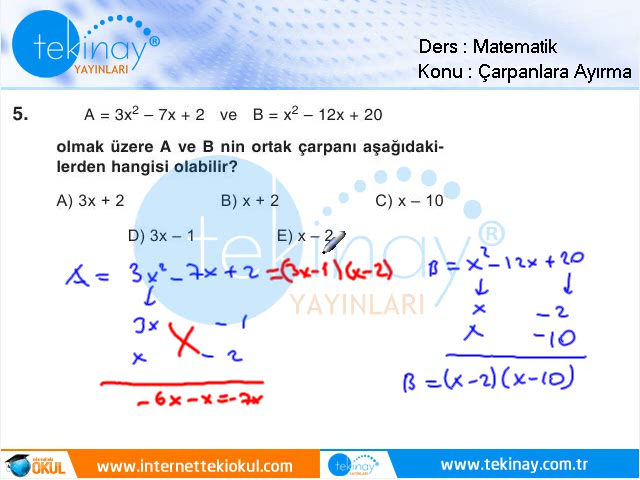 tekinay®
YAYINLARI
Ders : Matematik
Konu : Çarpanlara Ayırma
5. A = 3x² – 7x + 2 ve B = x² – 12x + 20
olmak üzere A ve B nin ortak çarpanı aşağıdaki-
lerden hangisi olabilir?
A) 3x + 2 B) x + 2 C) x – 10
D) 3x – 1 E) x – 2
tekinay®
YAYINLARI
A = 3x² – 7x + 2 = (3x – 1)(x – 2)
3x – 1
x – 2
– 6x – x = – 7x
B = x² – 12x + 20
x – 2
x – 10
B = (x – 2)(x – 10)
internetteki OKUL
www.internettekiokul.com
tekinay
YAYINLARI
www.tekinay.com.tr